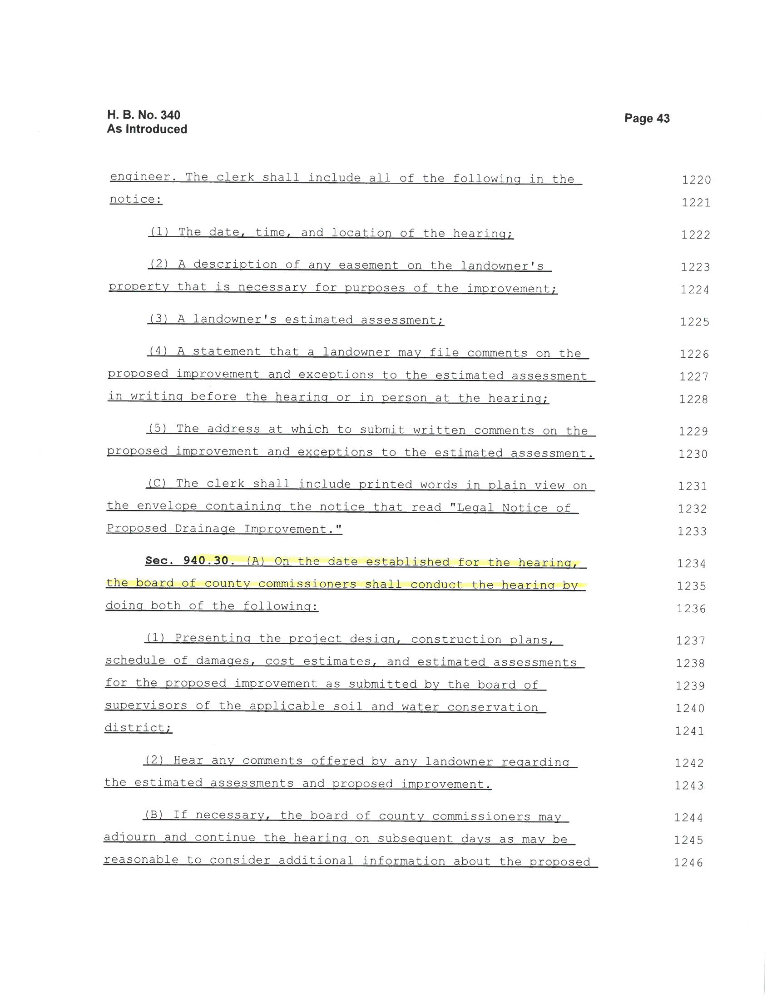 H. B. No. 340
As Introduced
Page 43
engineer. The clerk shall include all of the following in the 1220
notice: 1221
(1) The date, time, and location of the hearing; 1222
(2) A description of any easement on the landowner's 1223
property that is necessary for purposes of the improvement; 1224
(3) A landowner's estimated assessment; 1225
(4) A statement that a landowner may file comments on the 1226
proposed improvement and exceptions to the estimated assessment 1227
in writing before the hearing or in person at the hearing; 1228
(5) The address at which to submit written comments on the 1229
proposed improvement and exceptions to the estimated assessment. 1230
(C) The clerk shall include printed words in plain view on 1231
the envelope containing the notice that read "Legal Notice of 1232
Proposed Drainage Improvement." 1233
Sec. 940.30. (A) On the date established for the hearing, 1234
the board of county commissioners shall conduct the hearing by 1235
doing both of the following: 1236
(1) Presenting the project design, construction plans, 1237
schedule of damages, cost estimates, and estimated assessments 1238
for the proposed improvement as submitted by the board of 1239
supervisors of the applicable soil and water conservation 1240
district; 1241
(2) Hear any comments offered by any landowner regarding 1242
the estimated assessments and proposed improvement. 1243
(B) If necessary, the board of county commissioners may 1244
adjourn and continue the hearing on subsequent days as may be 1245
reasonable to consider additional information about the proposed 1246